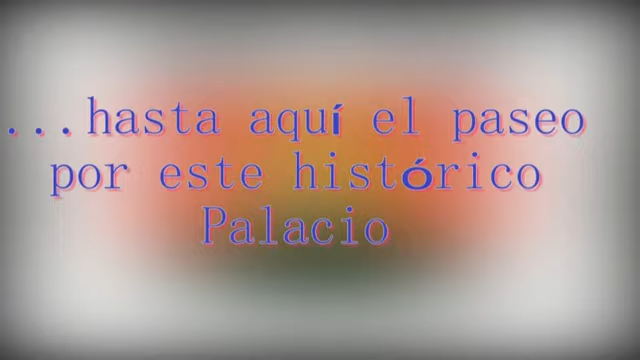 ...hasta aquí el paseo
por este histórico
Palacio